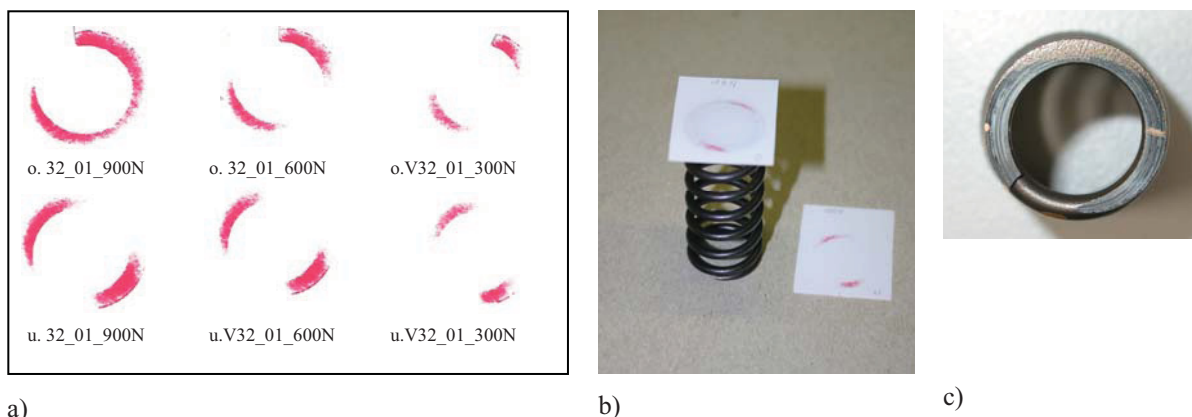 o. 32_01_900N
o. 32_01_600N
o.V32_01_300N
u. 32_01_900N
u.V32_01_600N
u.V32_01_300N
a)
b)
c)